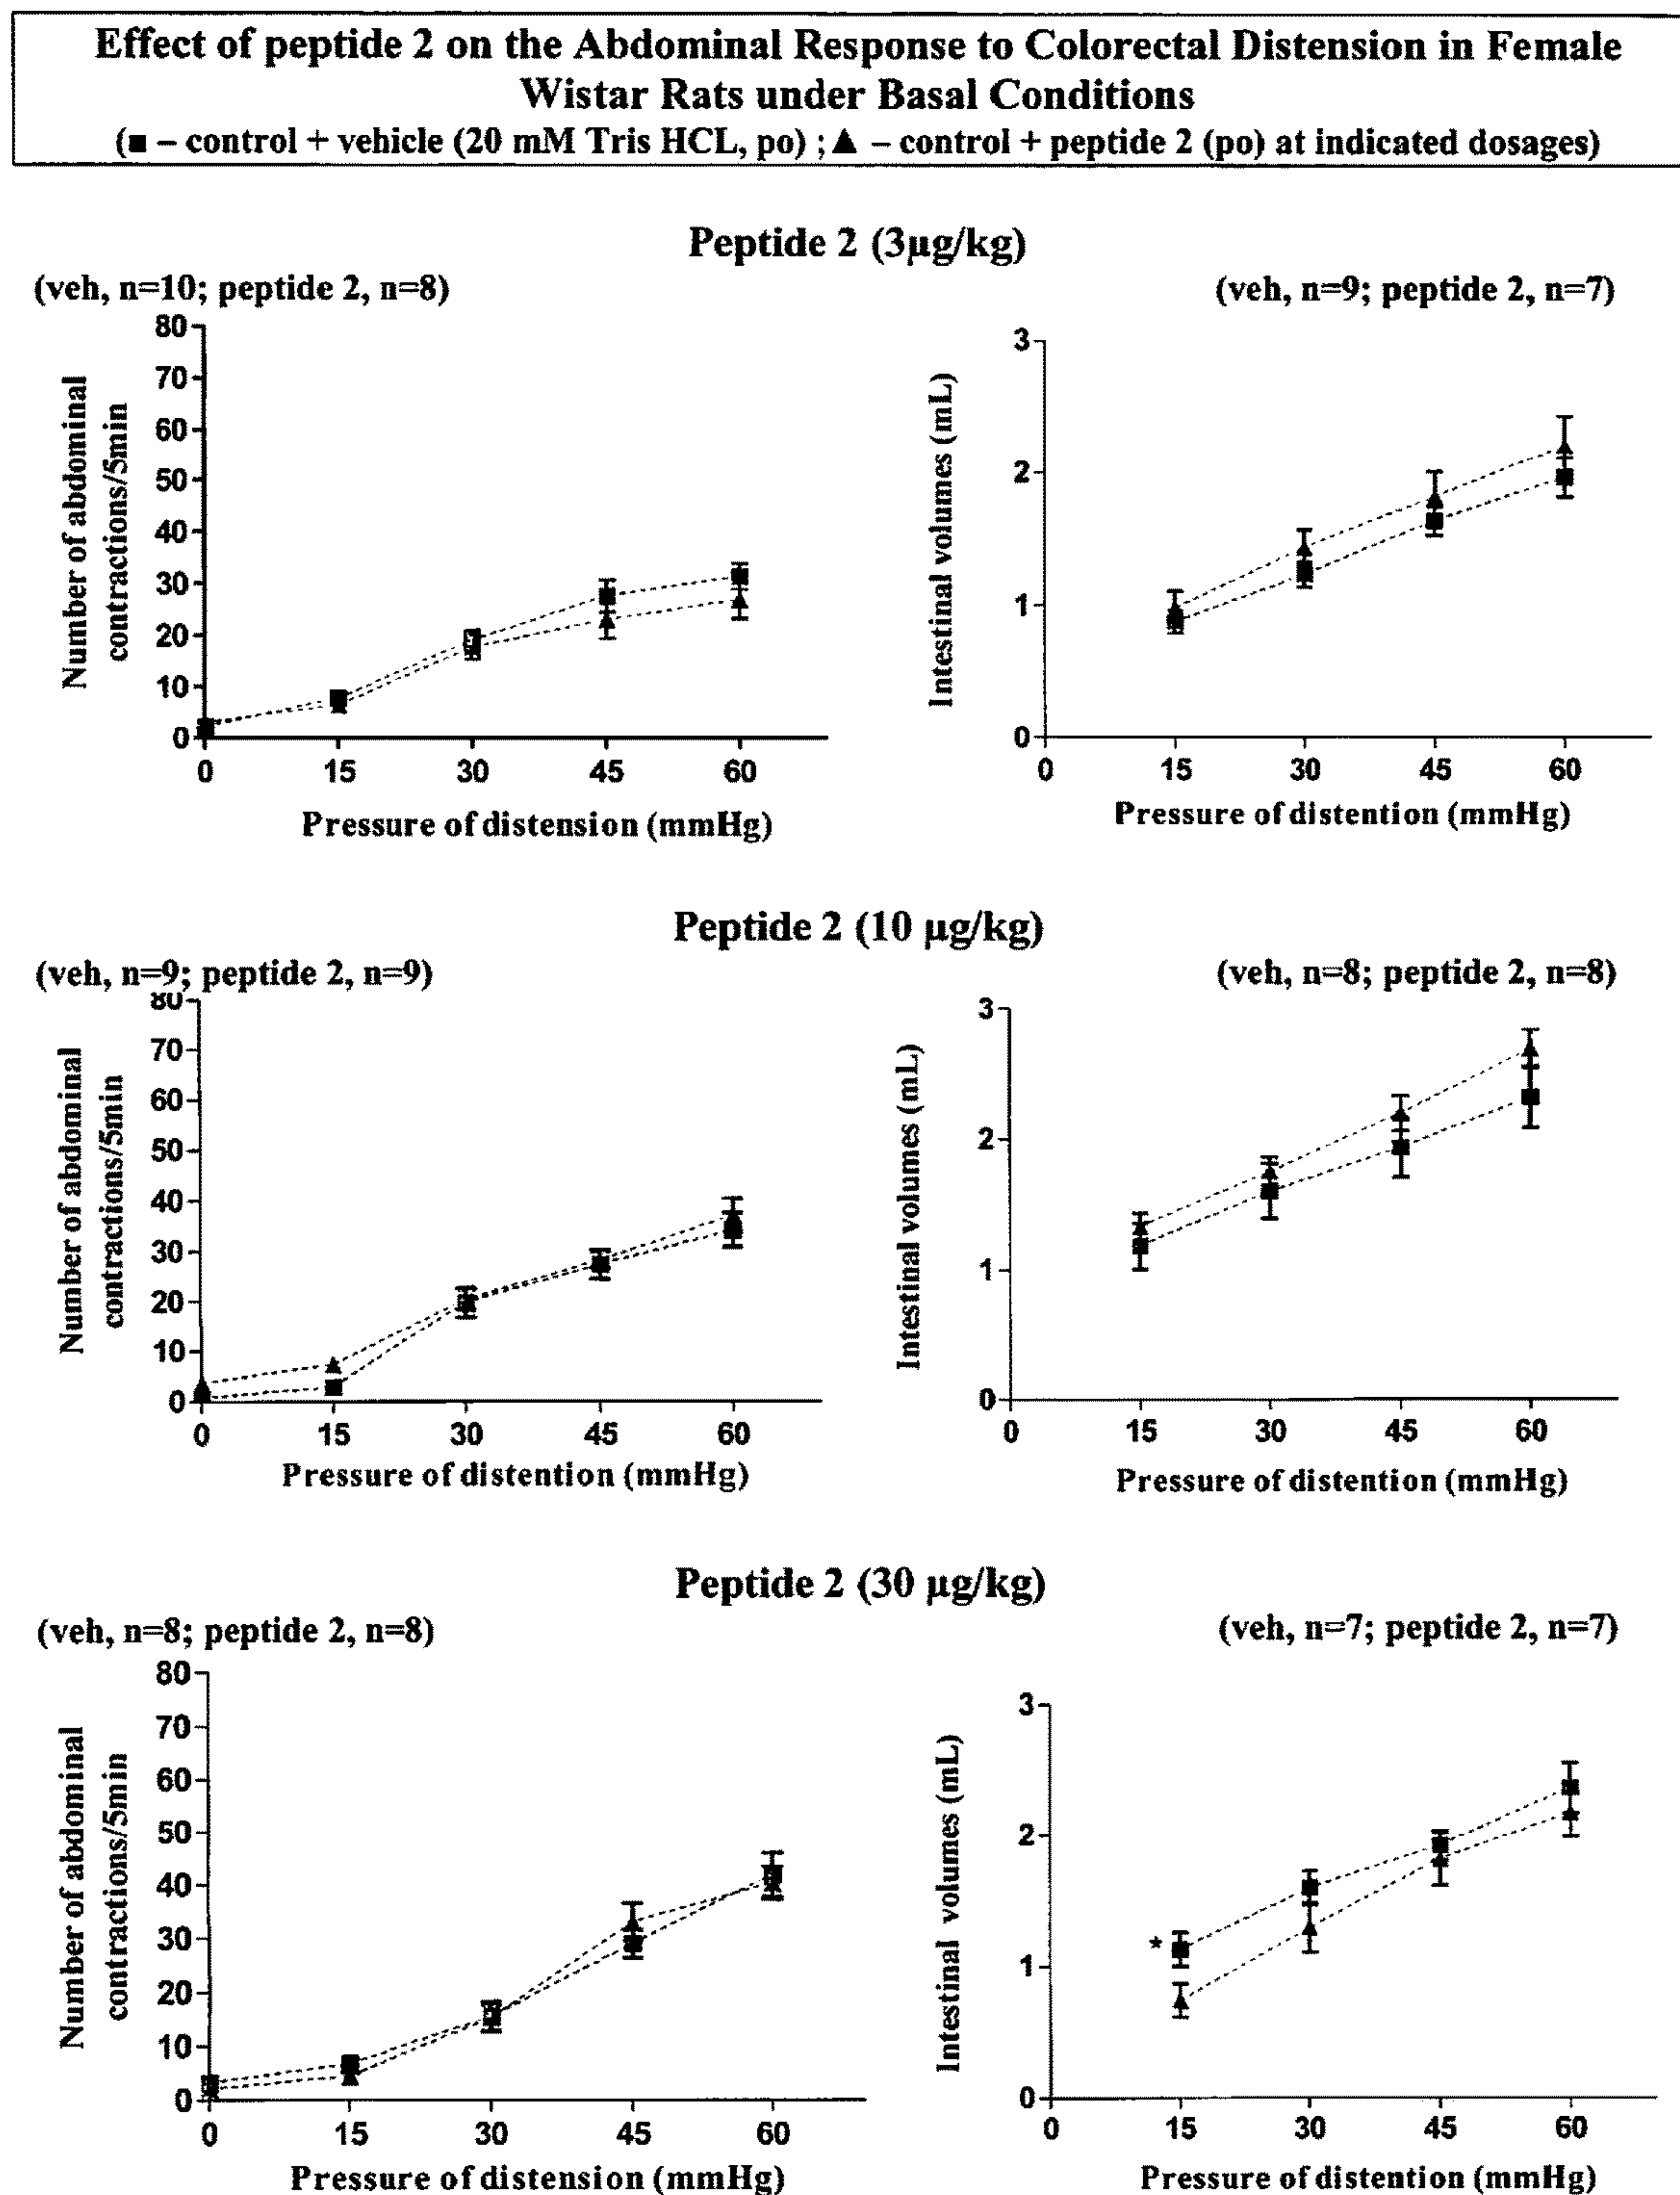 Effect of peptide 2 on the Abdominal Response to Colorectal Distension in Female
Wistar Rats under Basal Conditions
(■ – control + vehicle (20 mM Tris HCL, po) ; ▲ – control + peptide 2 (po) at indicated dosages)
Peptide 2 (3µg/kg)
(veh, n=10; peptide 2, n=8)
80
70
60
50
40
30
20
10
0
Number of abdominal
contractions/5min
0 15 30 45 60
Pressure of distension (mmHg)
(veh, n=9; peptide 2, n=7)
3
2
1
0
Intestinal volumes (mL)
0 15 30 45 60
Pressure of distention (mmHg)
Peptide 2 (10 µg/kg)
(veh, n=9; peptide 2, n=9)
80
70
60
50
40
30
20
10
0
Number of abdominal
contractions/5min
0 15 30 45 60
Pressure of distention (mmHg)
(veh, n=8; peptide 2, n=8)
3
2
1
0
Intestinal volumes (mL)
0 15 30 45 60
Pressure of distention (mmHg)
Peptide 2 (30 µg/kg)
(veh, n=8; peptide 2, n=8)
80
70
60
50
40
30
20
10
0
Number of abdominal
contractions/5min
0 15 30 45 60
Pressure of distension (mmHg)
(veh, n=7; peptide 2, n=7)
3
2
1
0
Intestinal volumes (mL)
*
0 15 30 45 60
Pressure of distention (mmHg)